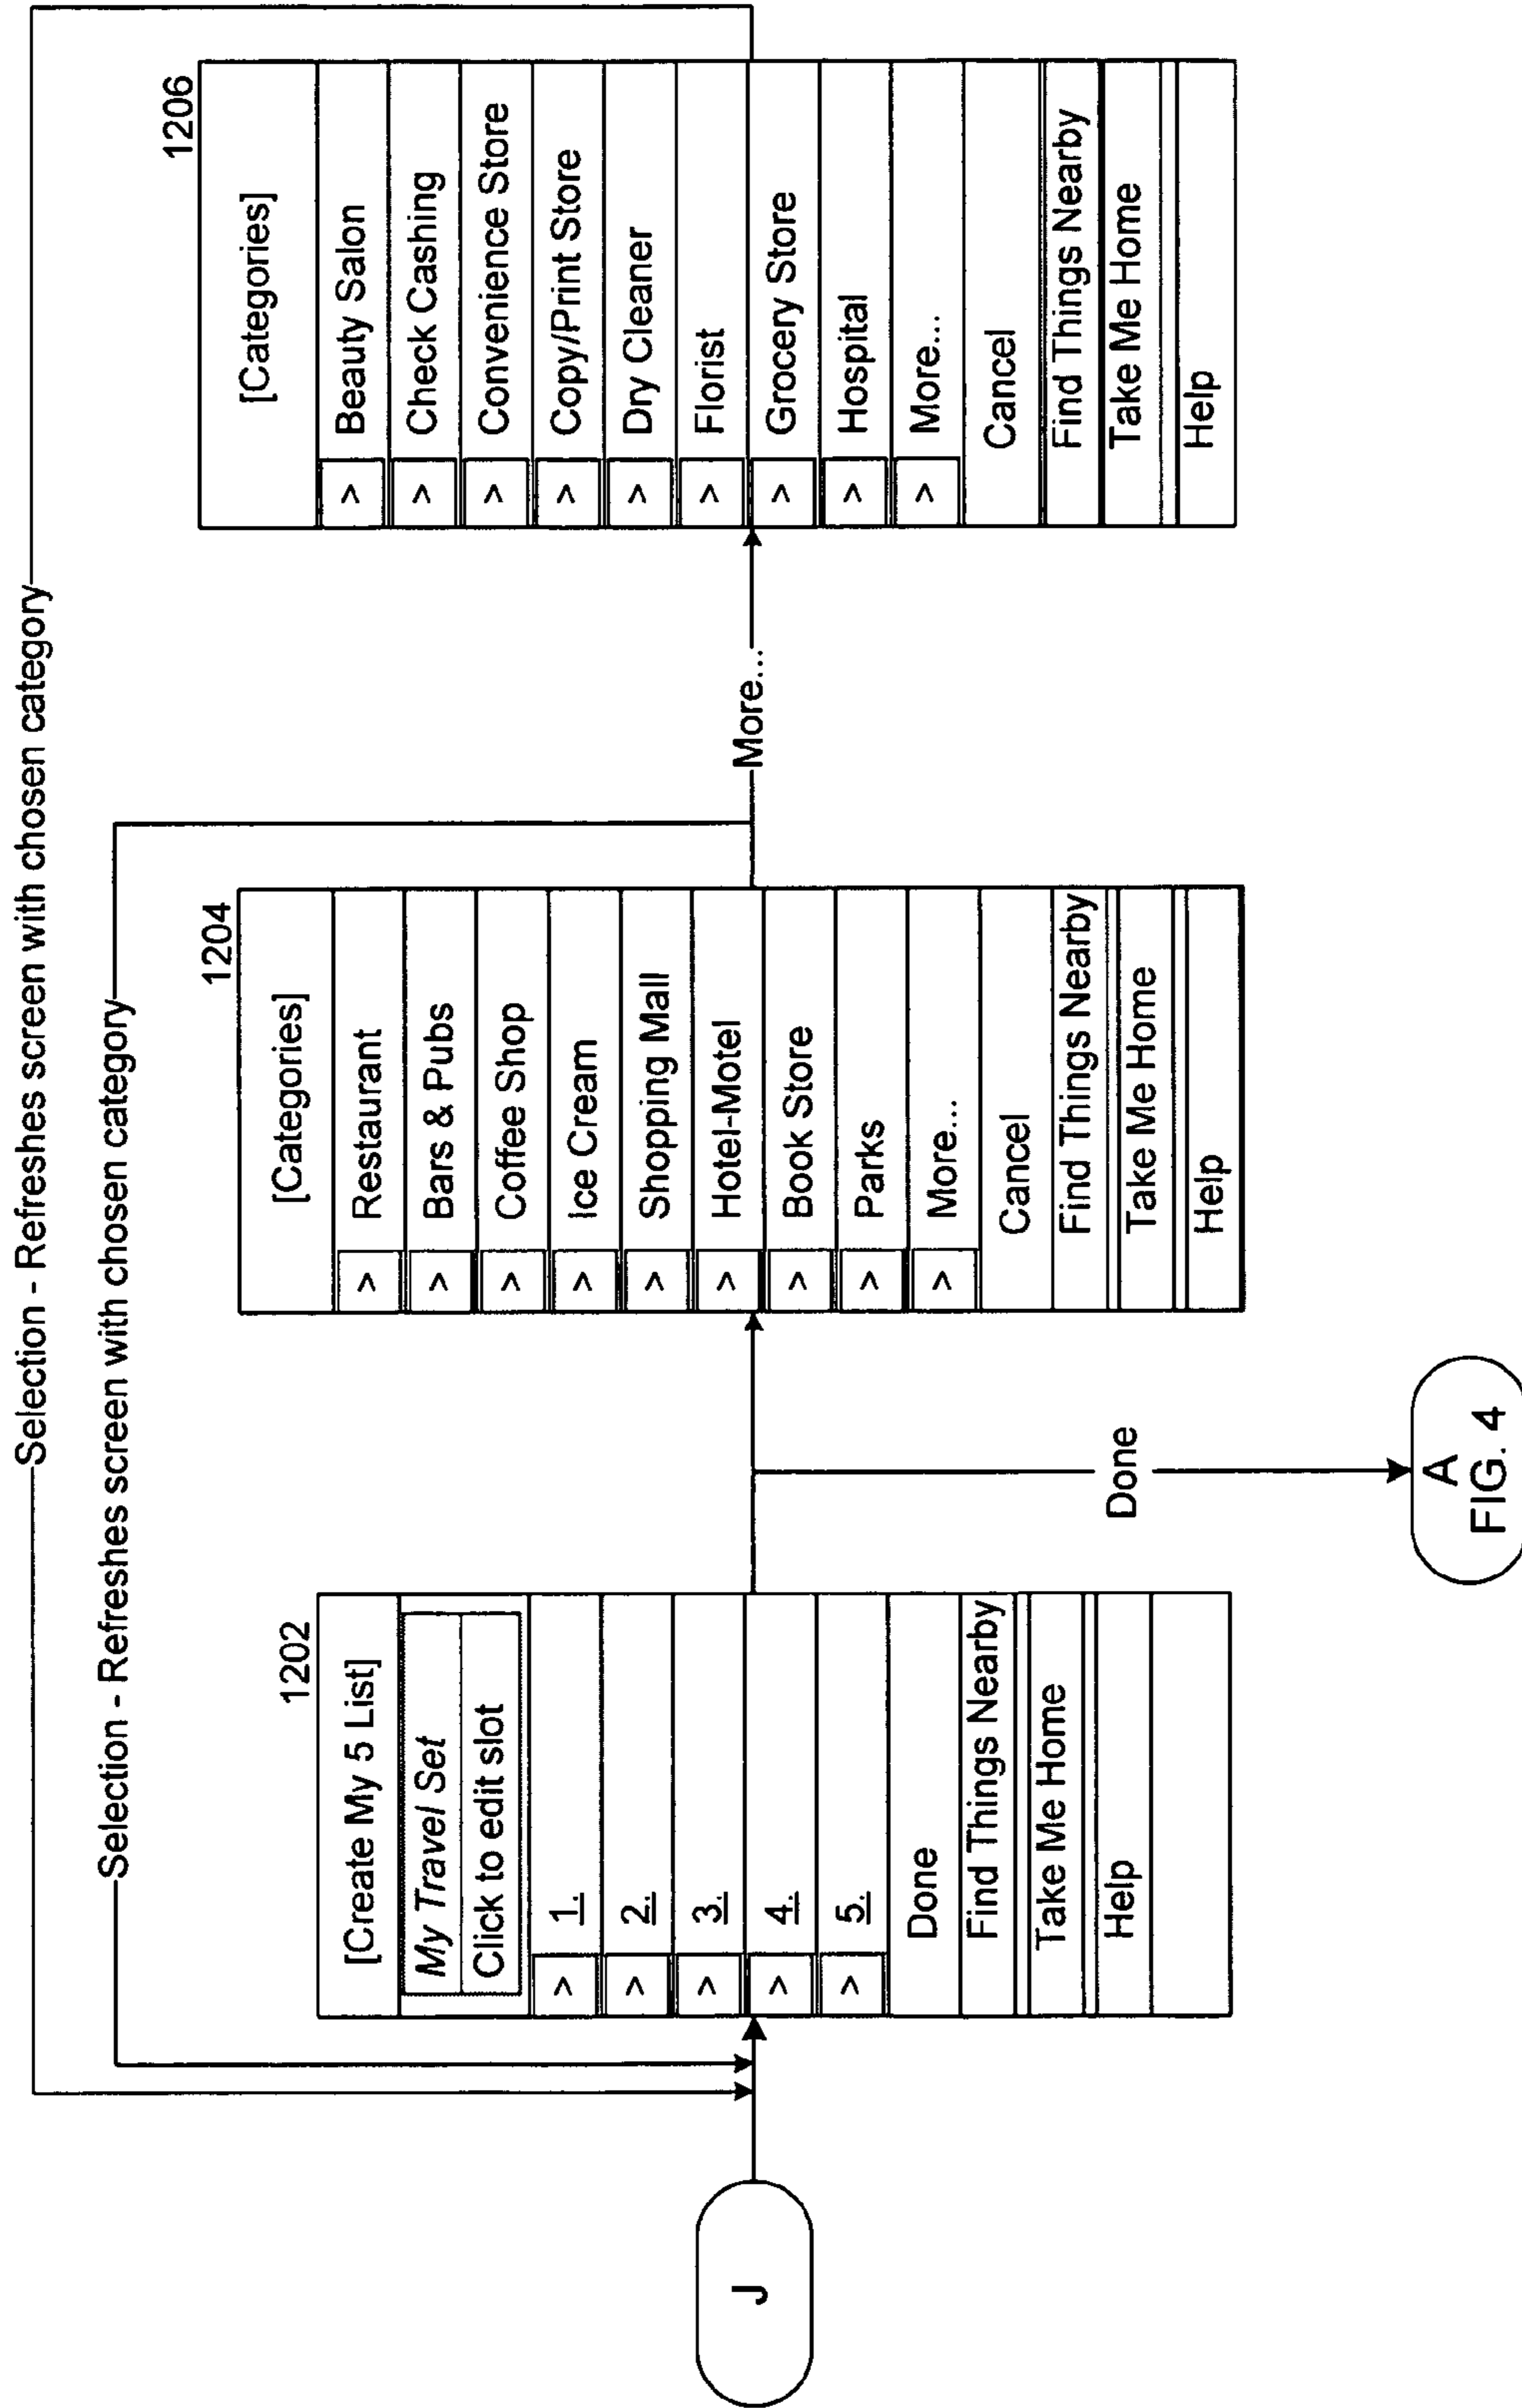 Selection - Refreshes screen with chosen category
Selection - Refreshes screen with chosen category
J
1202
[Create My 5 List]
My Travel Set
Click to edit slot
> 1.
> 2.
> 3.
> 4.
> 5.
Done
Find Things Nearby
Take Me Home
Help
Done
A
FIG. 4
1204
[Categories]
> Restaurant
> Bars & Pubs
> Coffee Shop
> Ice Cream
> Shopping Mall
> Hotel-Motel
> Book Store
> Parks
> More...
Cancel
Find Things Nearby
Take Me Home
Help
More...
1206
[Categories]
> Beauty Salon
> Check Cashing
> Convenience Store
> Copy/Print Store
> Dry Cleaner
> Florist
> Grocery Store
> Hospital
> More...
Cancel
Find Things Nearby
Take Me Home
Help